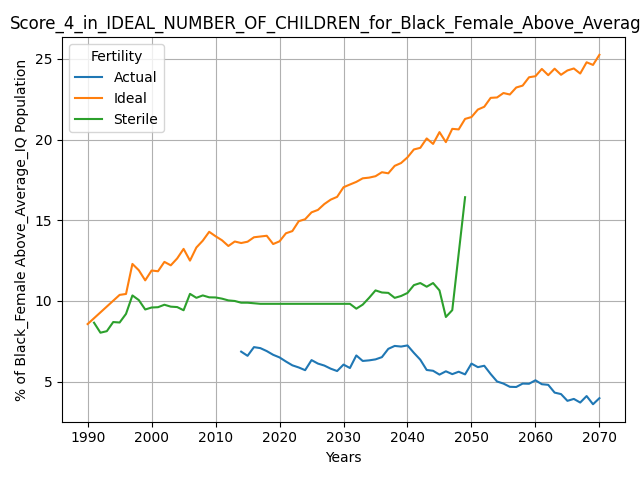 Score_4_in_IDEAL_NUMBER_OF_CHILDREN_for_Black_Female_Above_Averag
Fertility
Actual
Ideal
Sterile
% of Black_Female Above_Average_IQ Population
25
20
15
10
5
1990 2000 2010 2020 2030 2040 2050 2060 2070
Years